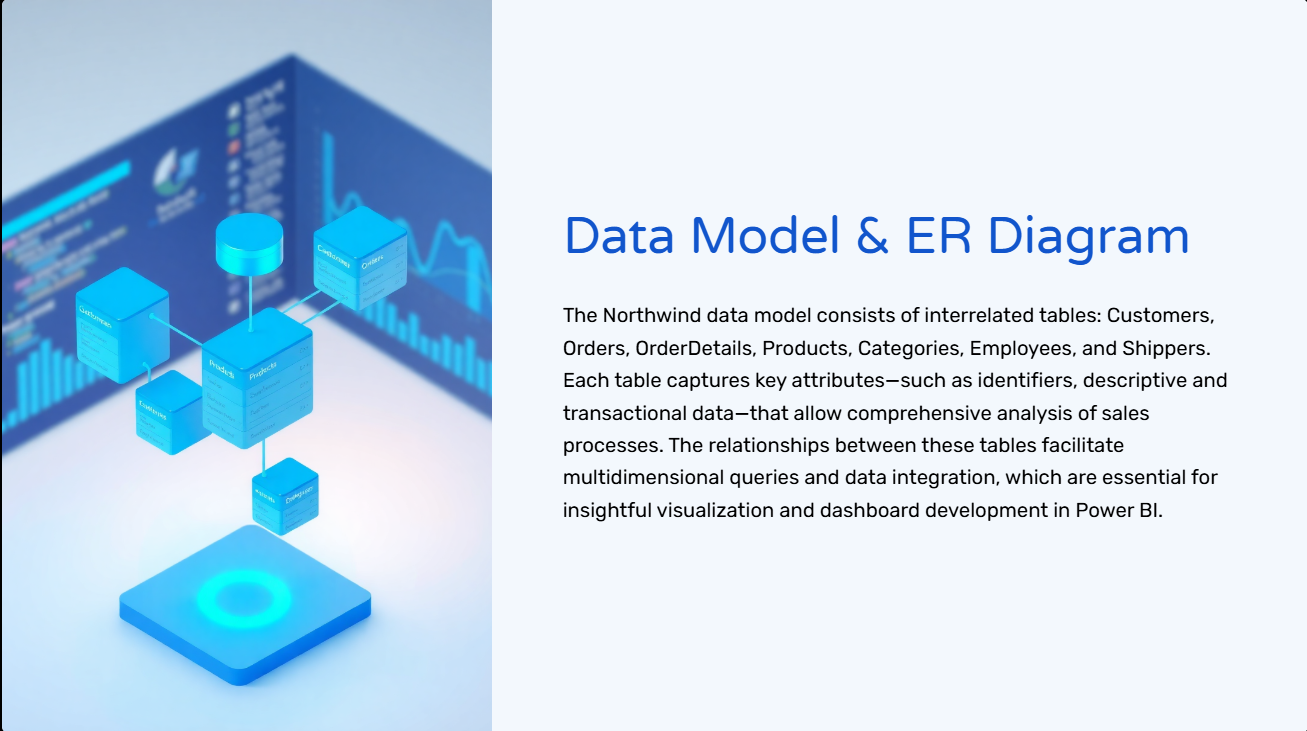 Data Model & ER Diagram
The Northwind data model consists of interrelated tables: Customers,
Orders, OrderDetails, Products, Categories, Employees, and Shippers.
Each table captures key attributes—such as identifiers, descriptive and
transactional data—that allow comprehensive analysis of sales
processes. The relationships between these tables facilitate
multidimensional queries and data integration, which are essential for
insightful visualization and dashboard development in Power BI.